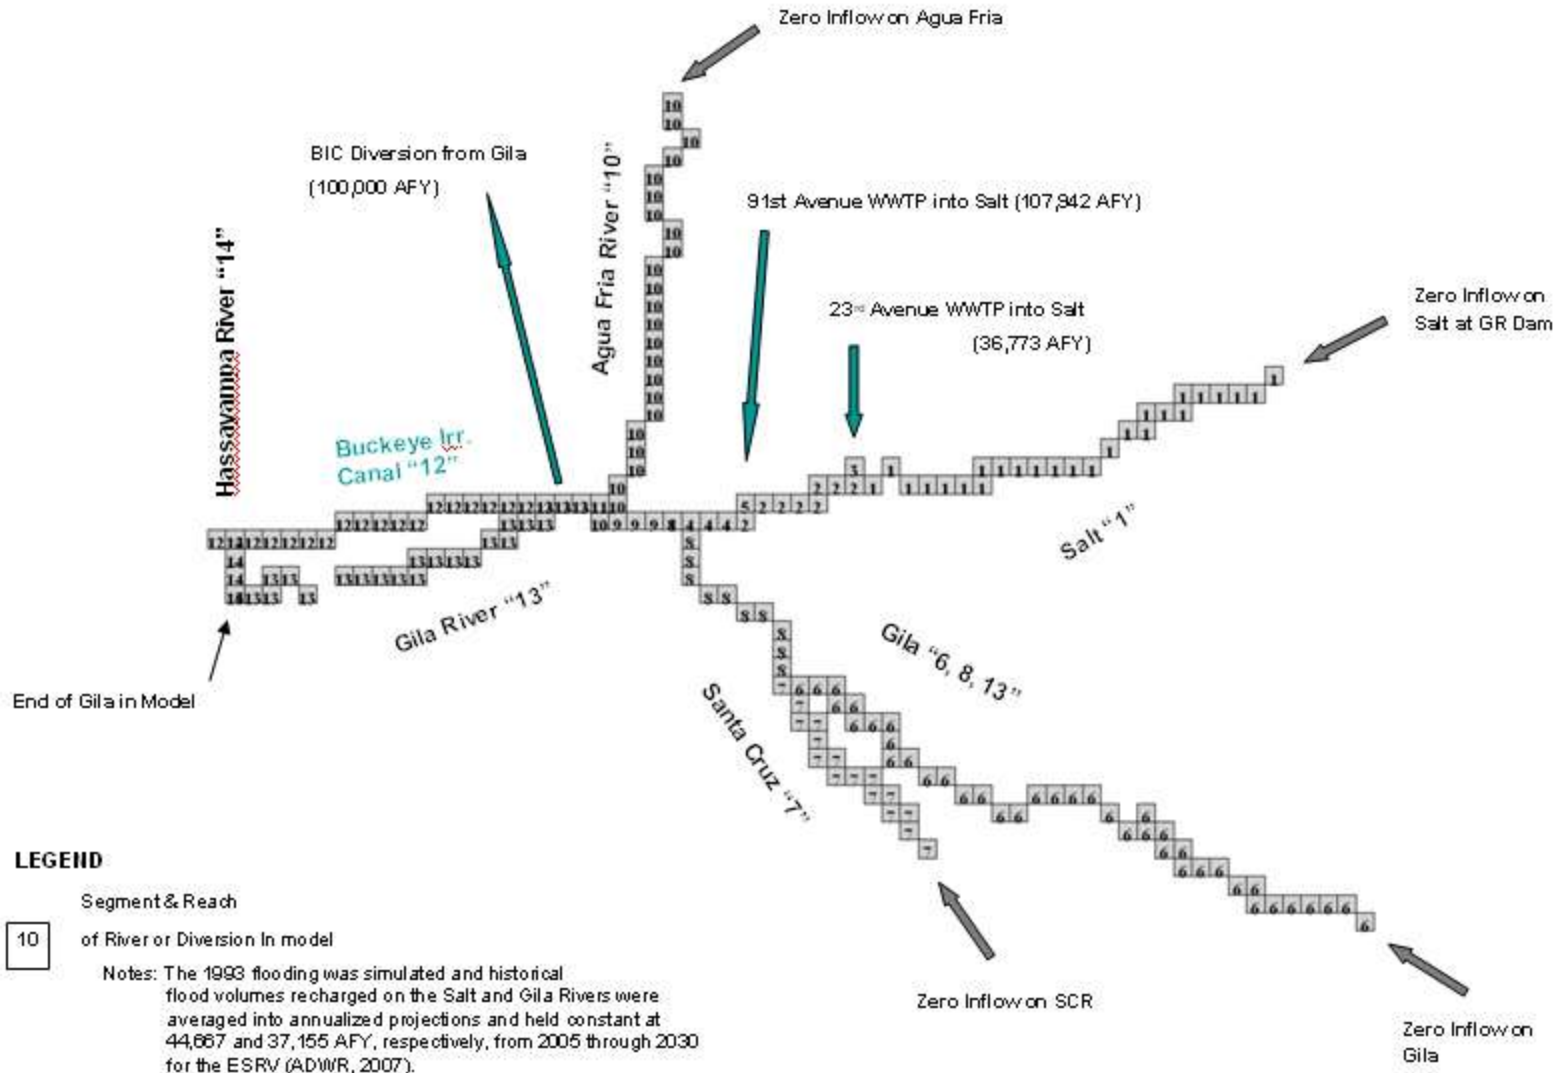 Zero Inflow on Agua Fria
BIC Diversion from Gila
(100,000 AFY)
Agua Fria River "10"
91st Avenue WWTP into Salt (107,942 AFY)
Hassayampa River "14"
23rd Avenue WWTP into Salt
(36,773 AFY)
Zero Inflow on
Salt at GR Dam
Buckeye Irr.
Canal "12"
Salt "1"
Gila River "13"
Gila "6, 8, 13"
End of Gila in Model
Santa Cruz "7"
LEGEND
Segment & Reach
10
of River or Diversion In model
Notes: The 1993 flooding was simulated and historical
flood volumes recharged on the Salt and Gila Rivers were
averaged into annualized projections and held constant at
44,667 and 37,155 AFY, respectively, from 2005 through 2030
for the ESRV (ADWR, 2007).
Zero Inflow on SCR
Zero Inflow on
Gila